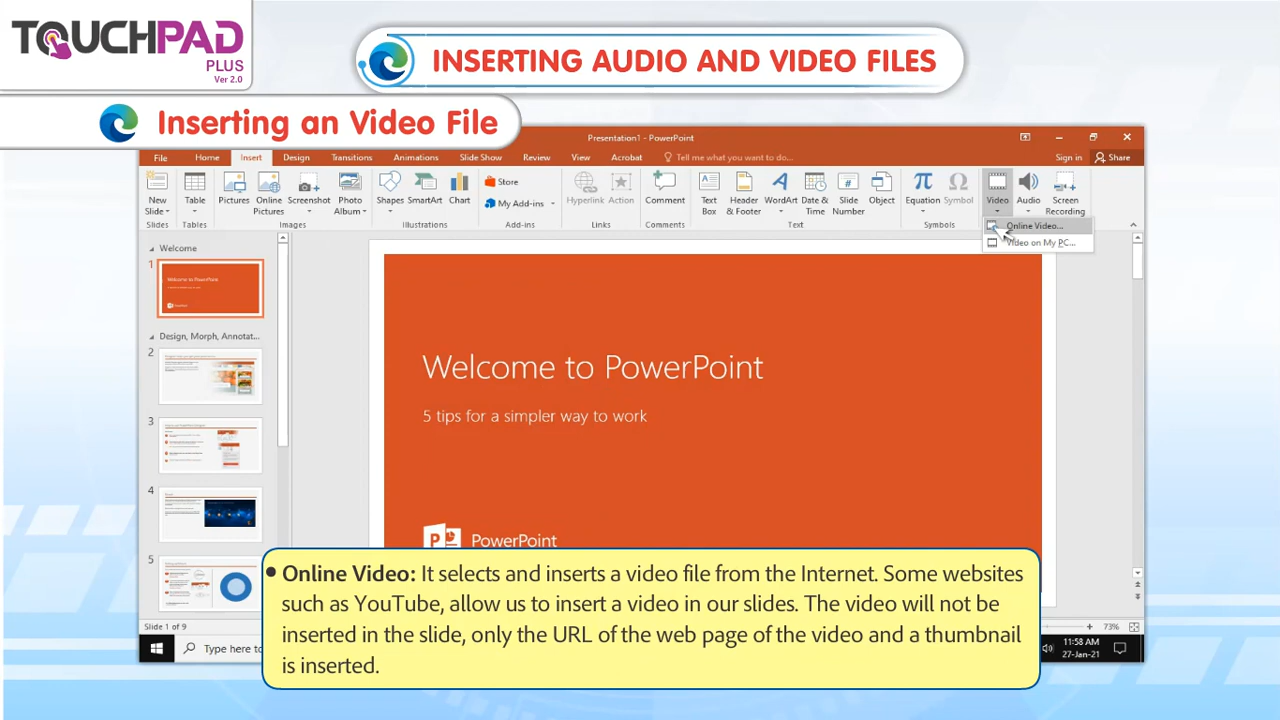 TOUCHPAD
PLUS
Ver 2.0
INSERTING AUDIO AND VIDEO FILES
Inserting an Video File
Presentation1 - PowerPoint
File Home Insert Design Transitions Animations Slide Show Review View Acrobat Tell me what you want to do... Sign in Share
New Slide Table Pictures Online Pictures Screenshot Photo Album Shapes SmartArt Chart Store My Add-ins Hyperlink Action Comment Text Box Header & Footer WordArt Date & Time Slide Number Object Equation Symbol Video Audio Screen Recording
Slides Tables Images Illustrations Add-ins Links Comments Text Symbols
Online Video...
Video on My PC...
Welcome
1
Design, Morph, Annotat...
2
3
4
5
Welcome to PowerPoint
5 tips for a simpler way to work
PowerPoint
• Online Video: It selects and inserts a video file from the Internet. Some websites
such as YouTube, allow us to insert a video in our slides. The video will not be
inserted in the slide, only the URL of the web page of the video and a thumbnail
is inserted.
Slide 1 of 9
73%
Type here to
11:58 AM
27-Jan-21